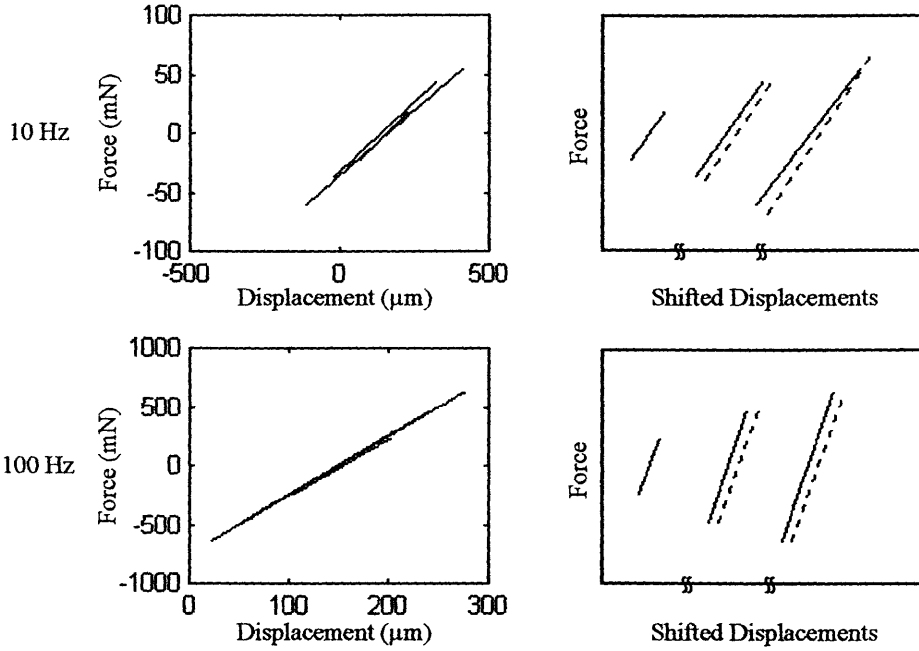 10 Hz
Force (mN)
100
50
0
-50
-100
-500
0
500
Displacement (μm)
Force
Shifted Displacements
100 Hz
Force (mN)
1000
500
0
-500
-1000
0
100
200
300
Displacement (μm)
Force
Shifted Displacements